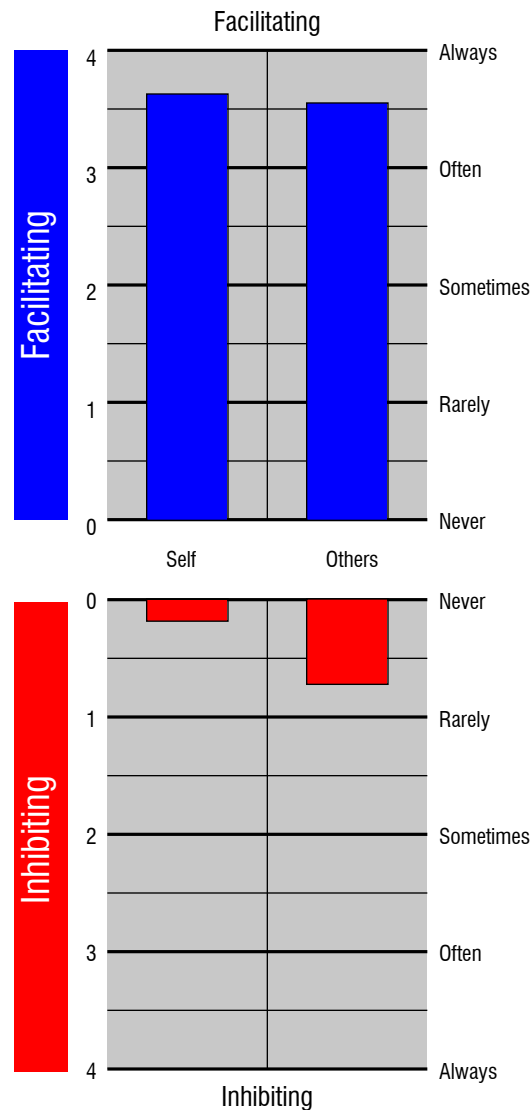 Facilitating
Facilitating
4 Always
3 Often
2 Sometimes
1 Rarely
0 Never
Self Others
Inhibiting
0 Never
1 Rarely
2 Sometimes
3 Often
4 Always
Inhibiting